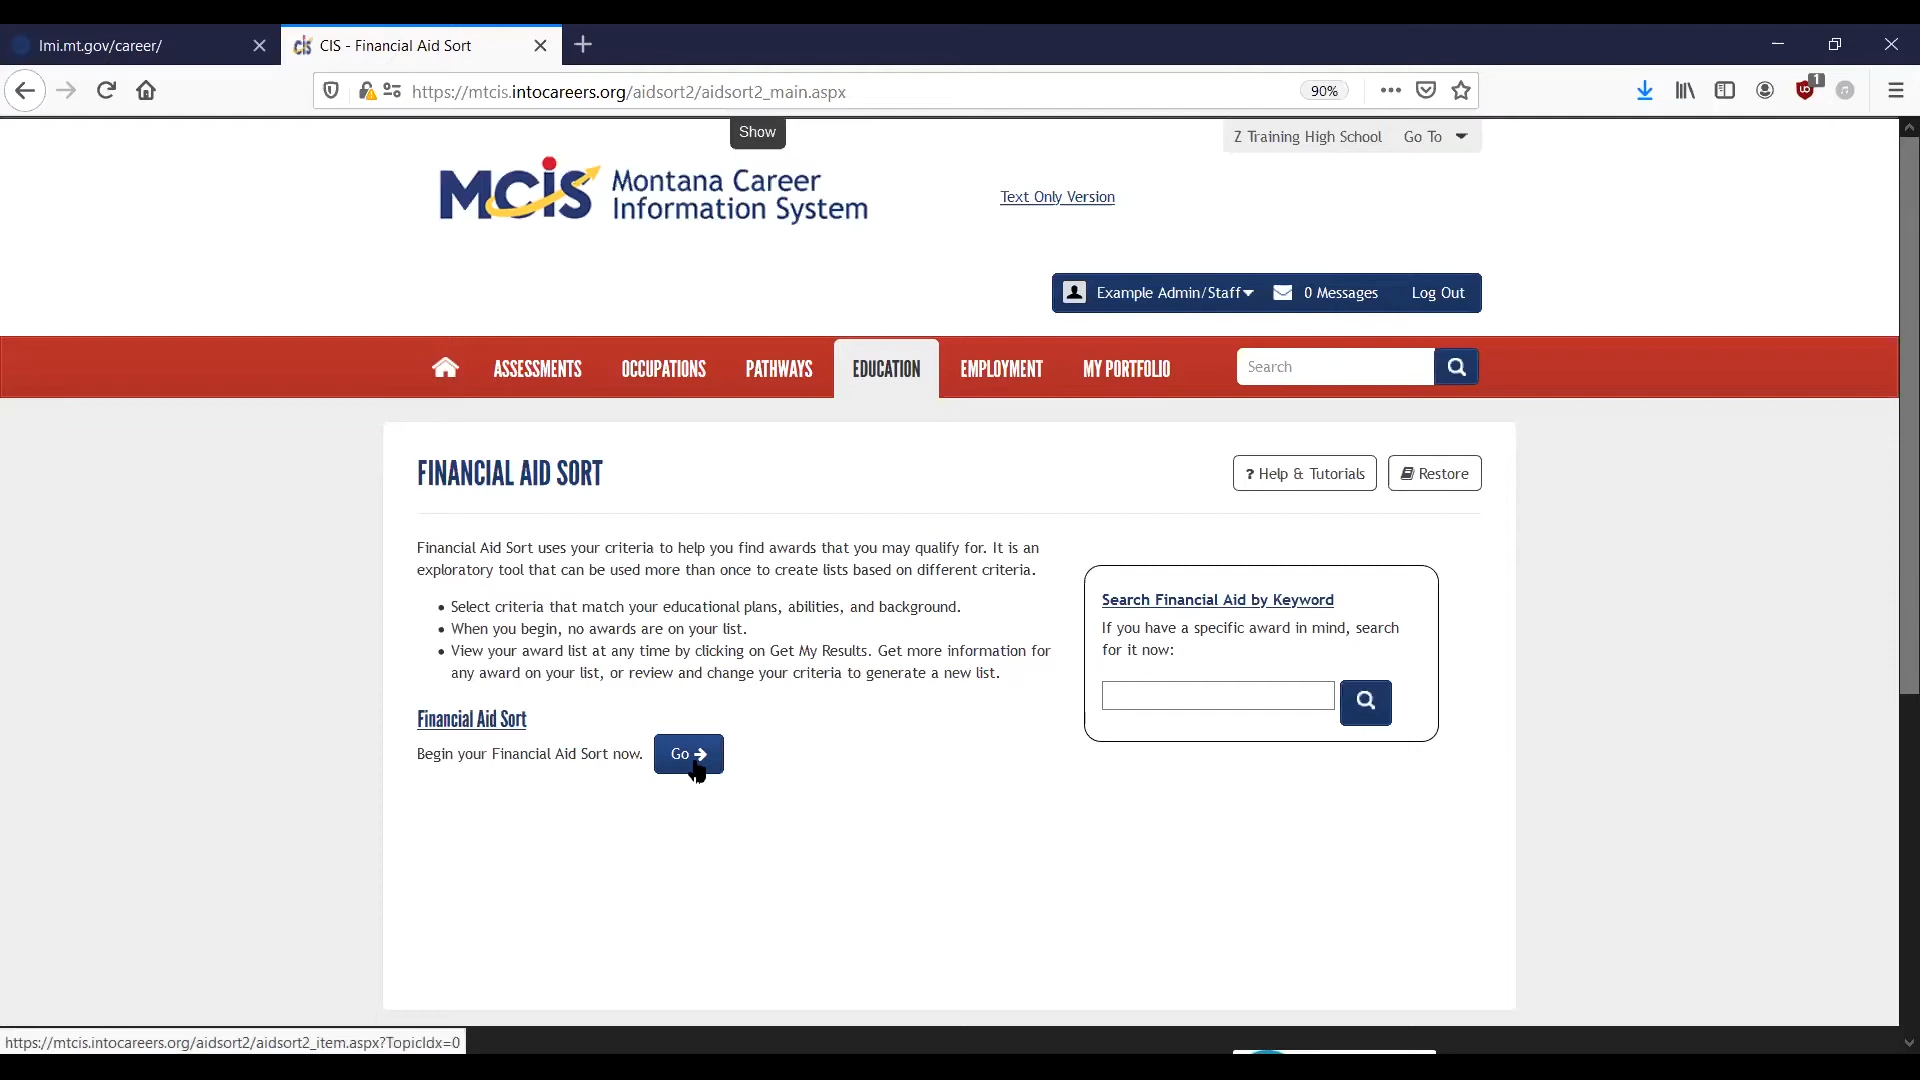 lmi.mt.gov/career/
CIS - Financial Aid Sort
https://mtcis.intocareers.org/aidsort2/aidsort2_main.aspx
90%
1
Show
Z Training High School Go To
MCIS Montana Career
Information System
Text Only Version
Example Admin/Staff 0 Messages Log Out
ASSESSMENTS OCCUPATIONS PATHWAYS EDUCATION EMPLOYMENT MY PORTFOLIO Search
FINANCIAL AID SORT
? Help & Tutorials
Restore
Financial Aid Sort uses your criteria to help you find awards that you may qualify for. It is an
exploratory tool that can be used more than once to create lists based on different criteria.
• Select criteria that match your educational plans, abilities, and background.
• When you begin, no awards are on your list.
• View your award list at any time by clicking on Get My Results. Get more information for
any award on your list, or review and change your criteria to generate a new list.
Financial Aid Sort
Begin your Financial Aid Sort now. Go
Search Financial Aid by Keyword
If you have a specific award in mind, search
for it now:
https://mtcis.intocareers.org/aidsort2/aidsort2_item.aspx?TopicIdx=0